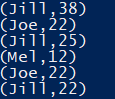 (Jill,38)
(Joe,22)
(Jill,25)
(Mel,12)
(Joe,22)
(Jill,22)